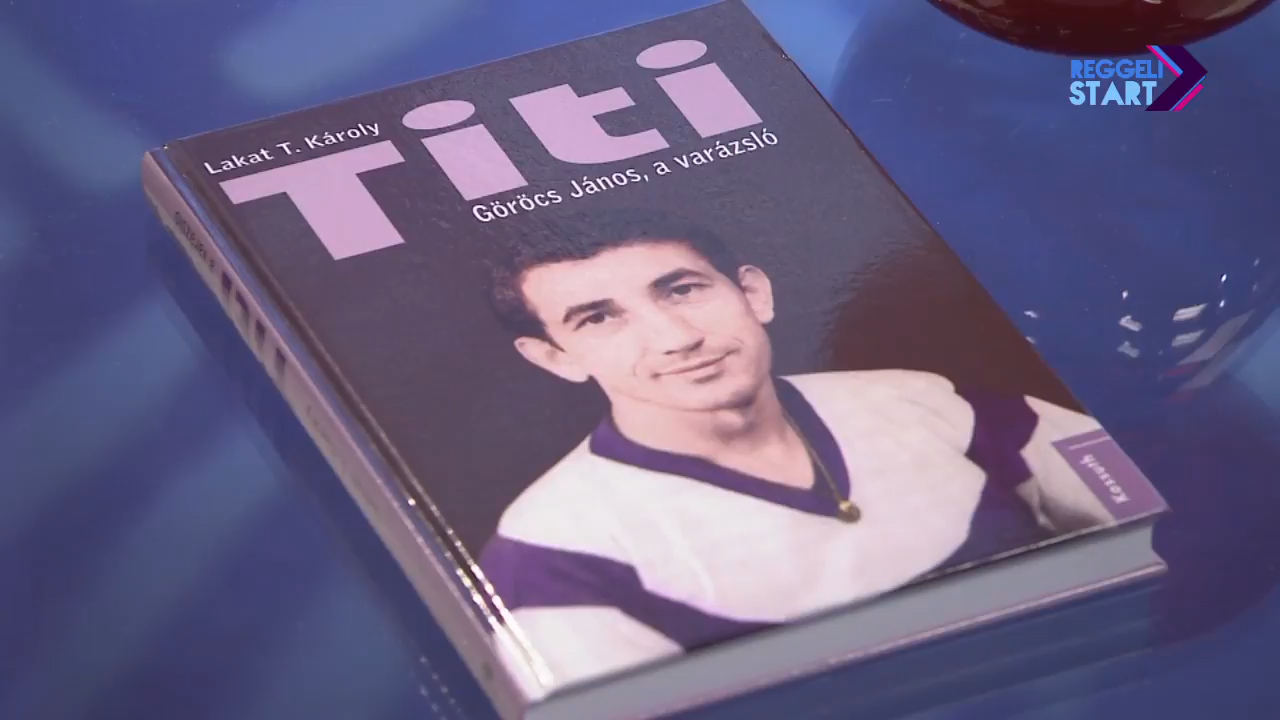 REGGELI
START
Lakat T. Károly
Titi
Göröcs János, a varázsló
Kossuth